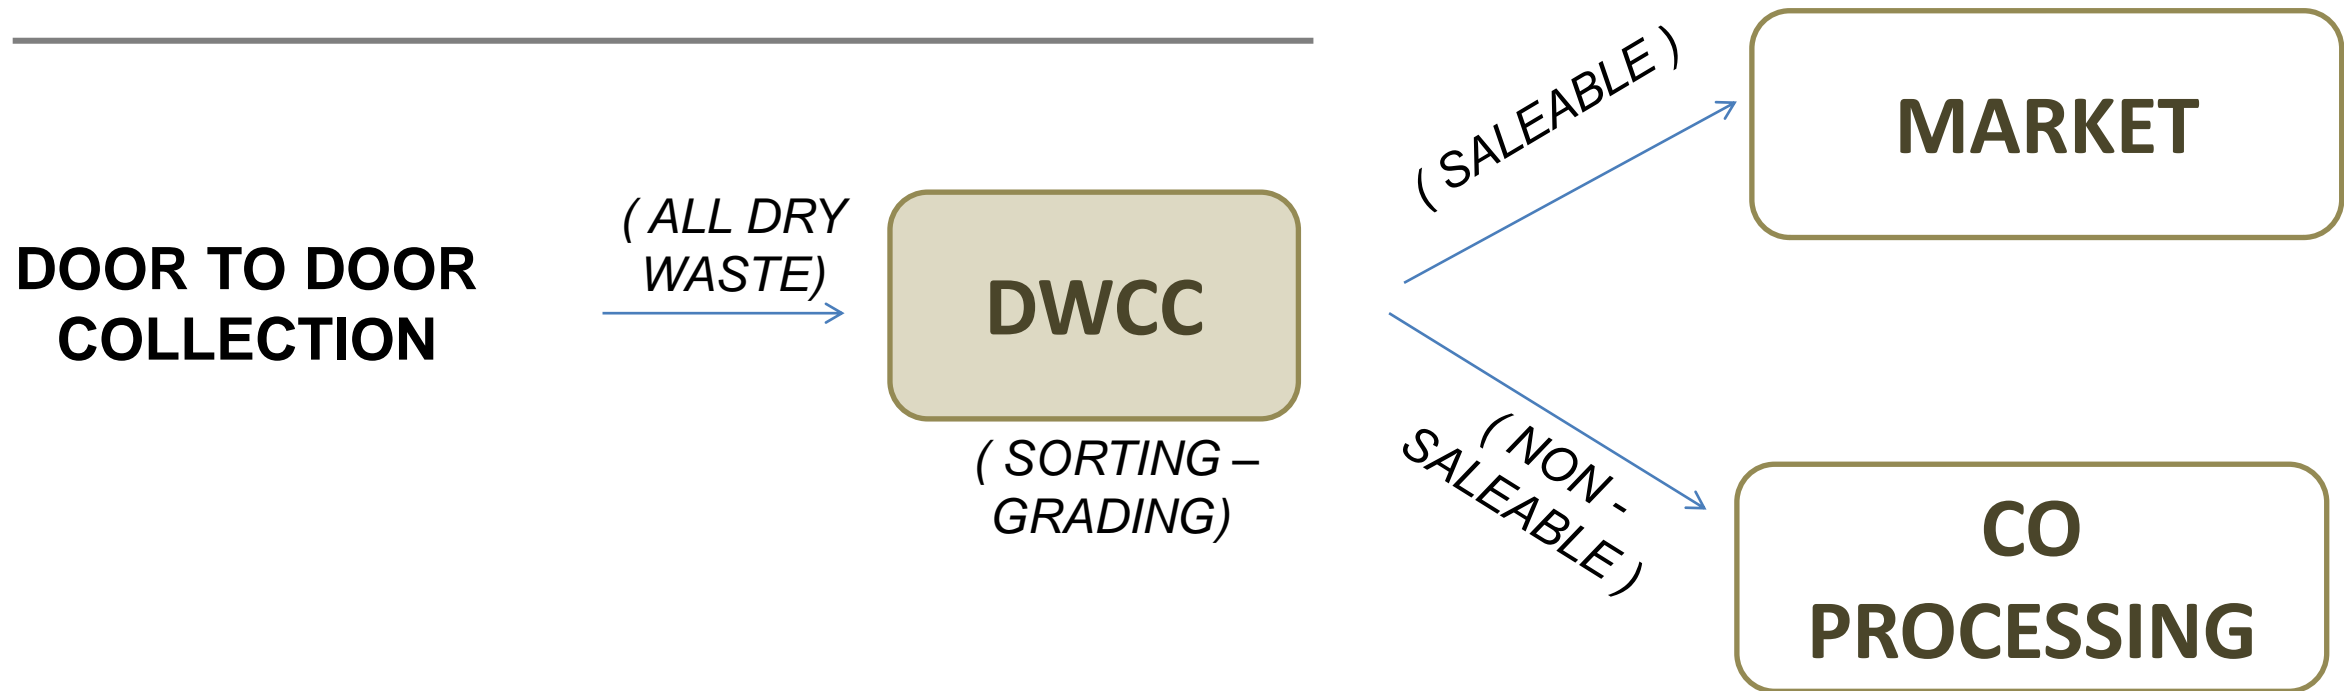 DOOR TO DOOR
COLLECTION
( ALL DRY
WASTE)
DWCC
( SORTING –
GRADING)
( SALEABLE )
MARKET
( NON -
SALEABLE )
CO
PROCESSING